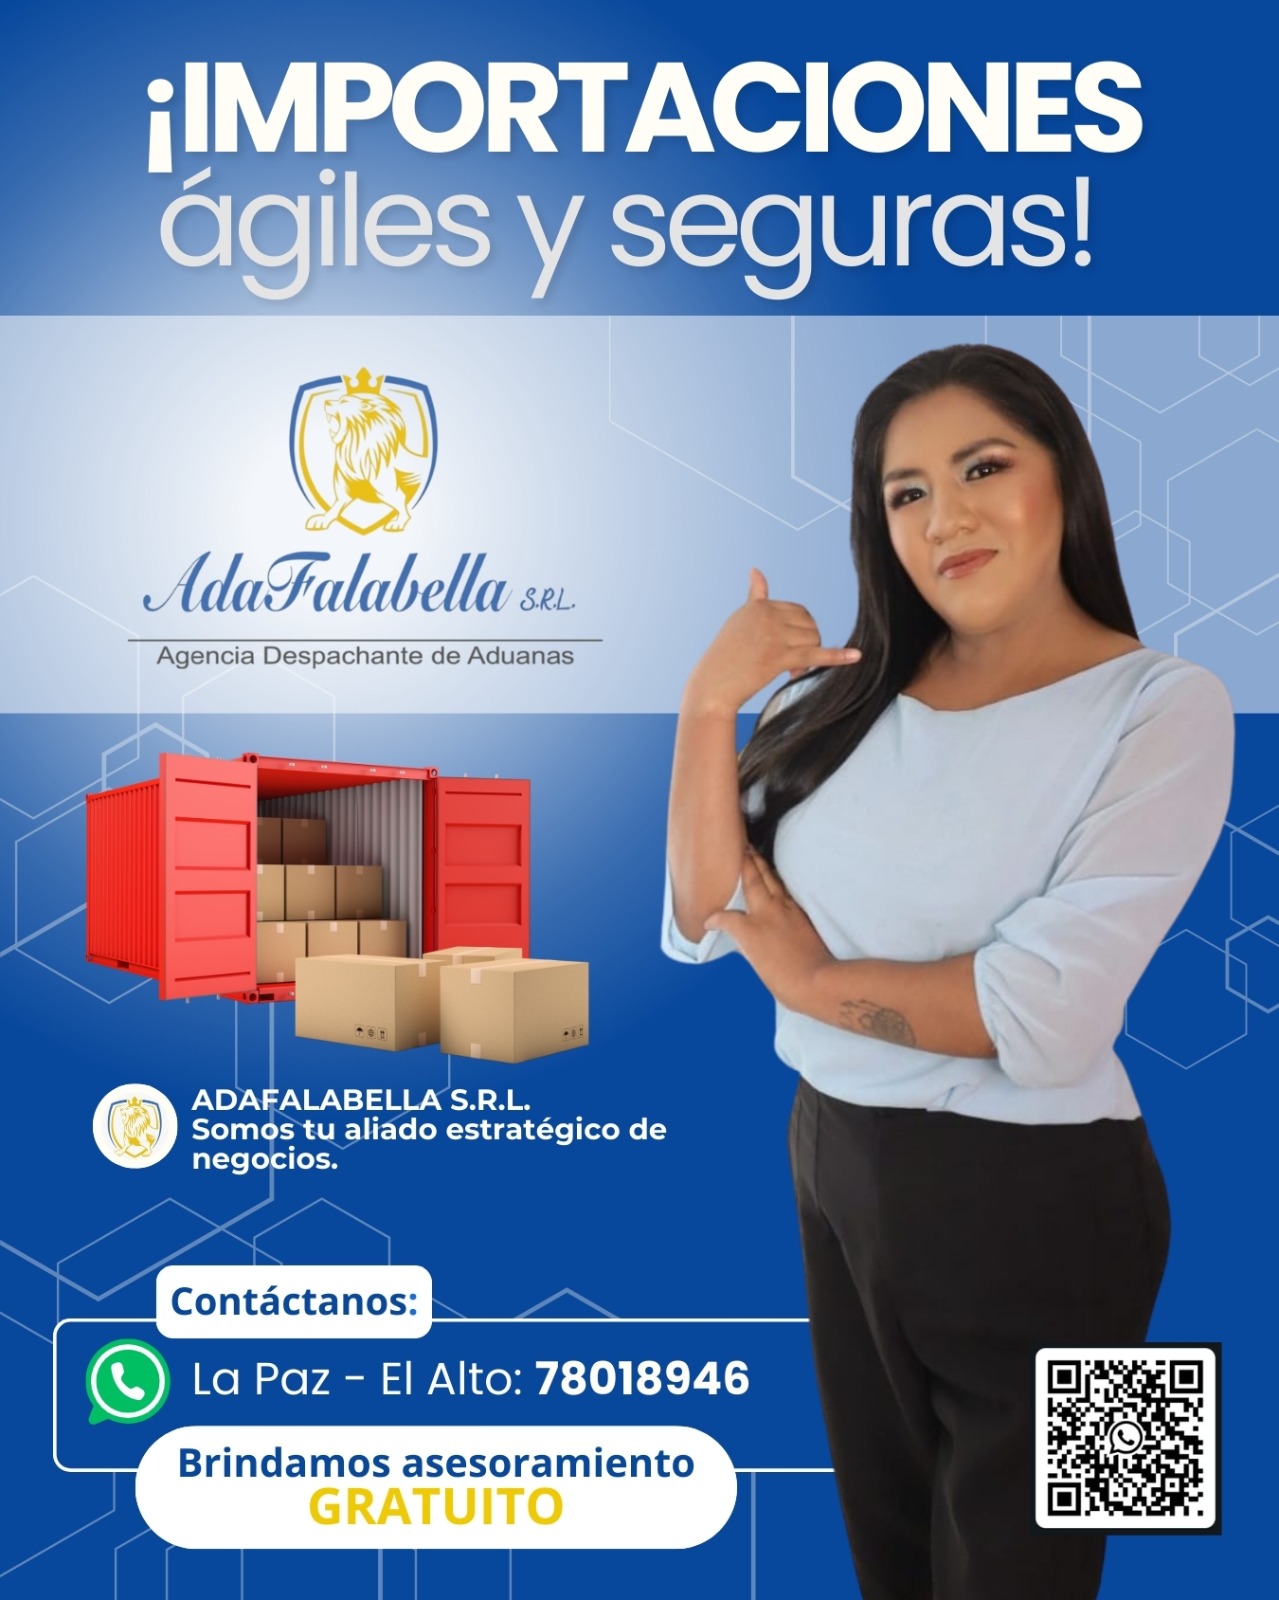 ¡IMPORTACIONES
ágiles y seguras!
AdaFalabella S.R.L.
Agencia Despachante de Aduanas
ADAFALABELLA S.R.L.
Somos tu aliado estratégico de
negocios.
Contáctanos:
La Paz - El Alto: 78018946
Brindamos asesoramiento
GRATUITO